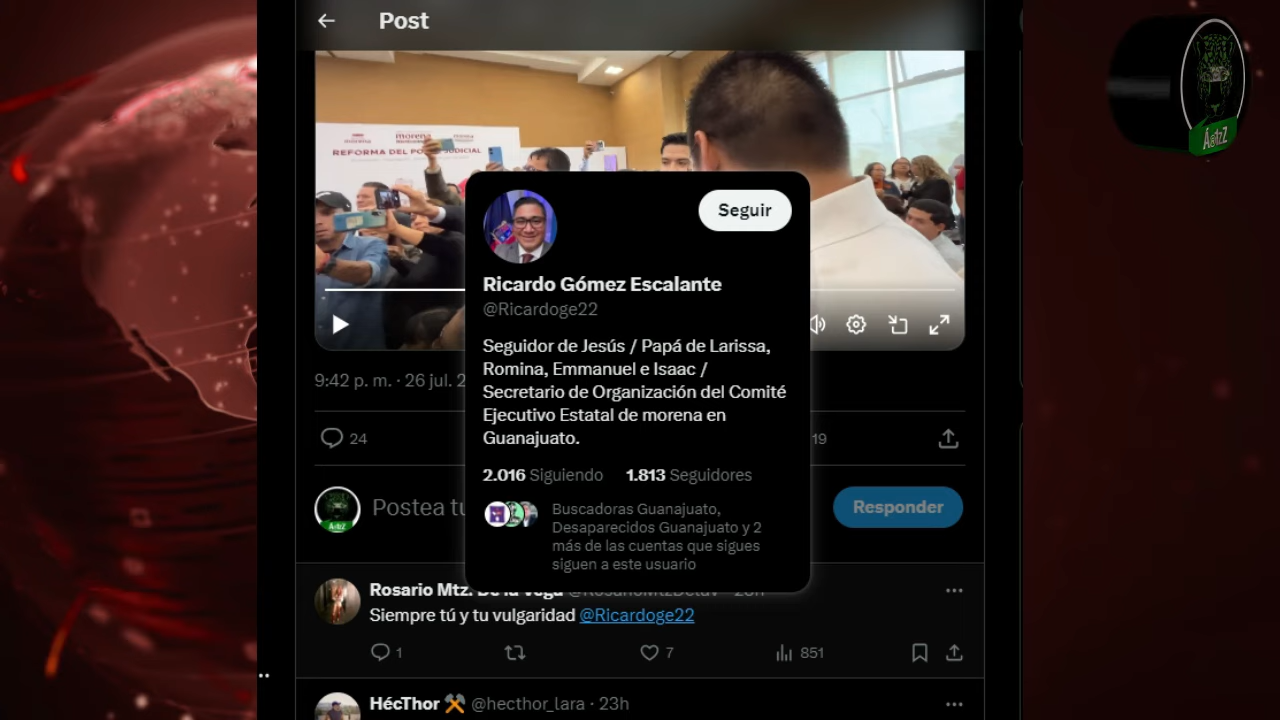 Post
morena
REFORMA DEL PODER JUDICIAL
AótzZ
Seguir
Ricardo Gómez Escalante
@Ricardoge22
Seguidor de Jesús / Papá de Larissa,
Romina, Emmanuel e Isaac /
Secretario de Organización del Comité
Ejecutivo Estatal de morena en
Guanajuato.
2.016 Siguiendo 1.813 Seguidores
Buscadoras Guanajuato,
Desaparecidos Guanajuato y 2
más de las cuentas que sigues
siguen a este usuario
9:42 p. m. · 26 jul. 2
24
19
Postea tu
Responder
Rosario Mtz. De la Vega @RosarioMtzDelaV · 23h
Siempre tú y tu vulgaridad @Ricardoge22
1
7
851
HécThor @hecthor_lara · 23h